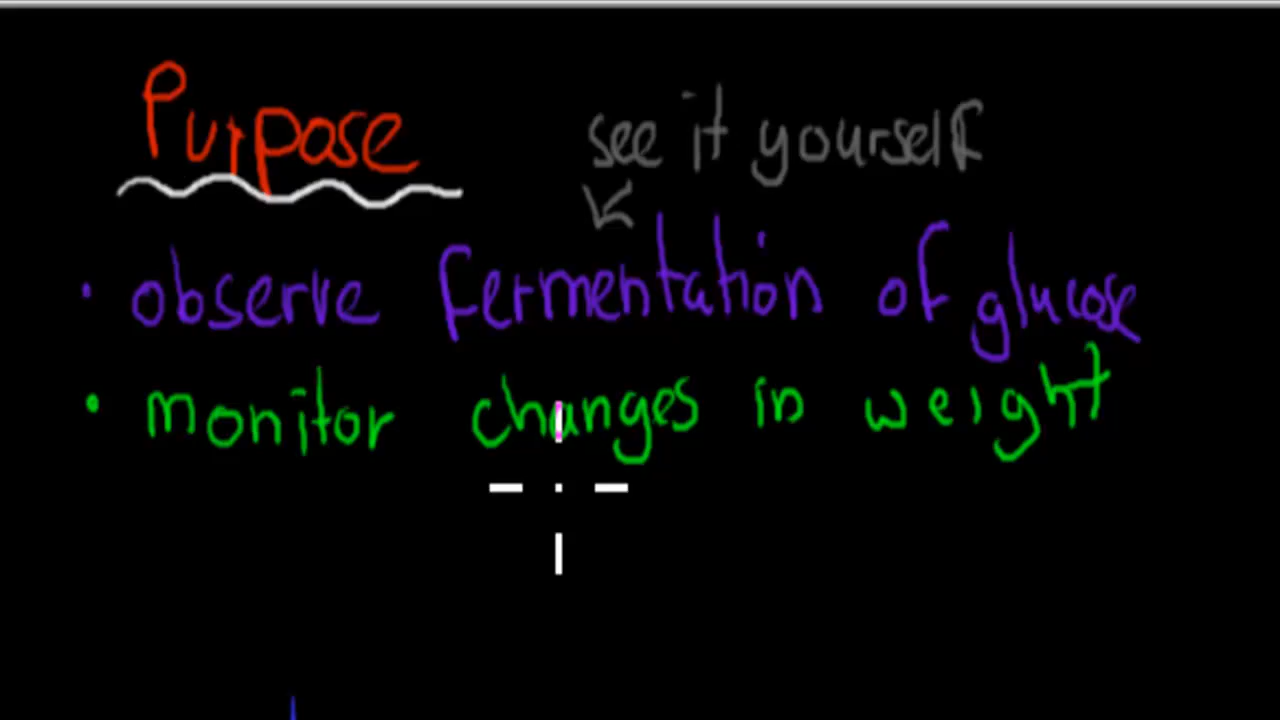 Purpose
see it yourself
• observe fermentation of glucose
• monitor changes in weight